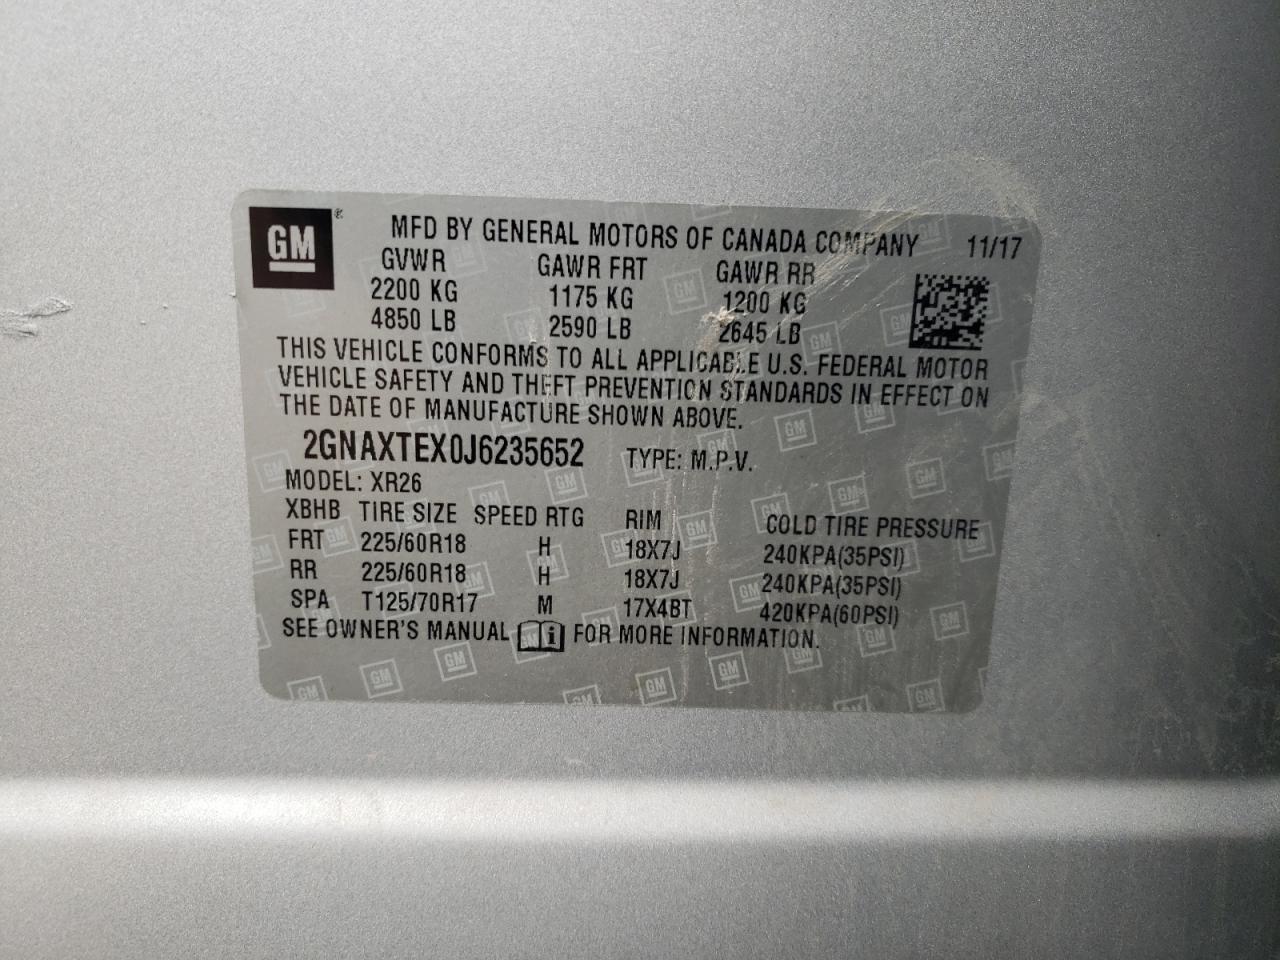 GM ® MFD BY GENERAL MOTORS OF CANADA COMPANY 11/17
GVWR GAWR FRT GAWR RR
2200 KG 1175 KG 1200 KG
4850 LB 2590 LB 2645 LB
THIS VEHICLE CONFORMS TO ALL APPLICABLE U.S. FEDERAL MOTOR
VEHICLE SAFETY AND THEFT PREVENTION STANDARDS IN EFFECT ON
THE DATE OF MANUFACTURE SHOWN ABOVE.
2GNAXTEX0J6235652 TYPE: M.P.V.
MODEL: XR26
XBHB TIRE SIZE SPEED RTG RIM COLD TIRE PRESSURE
FRT 225/60R18 H 18X7J 240KPA(35PSI)
RR 225/60R18 H 18X7J 240KPA(35PSI)
SPA T125/70R17 M 17X4BT 420KPA(60PSI)
SEE OWNER'S MANUAL i FOR MORE INFORMATION.